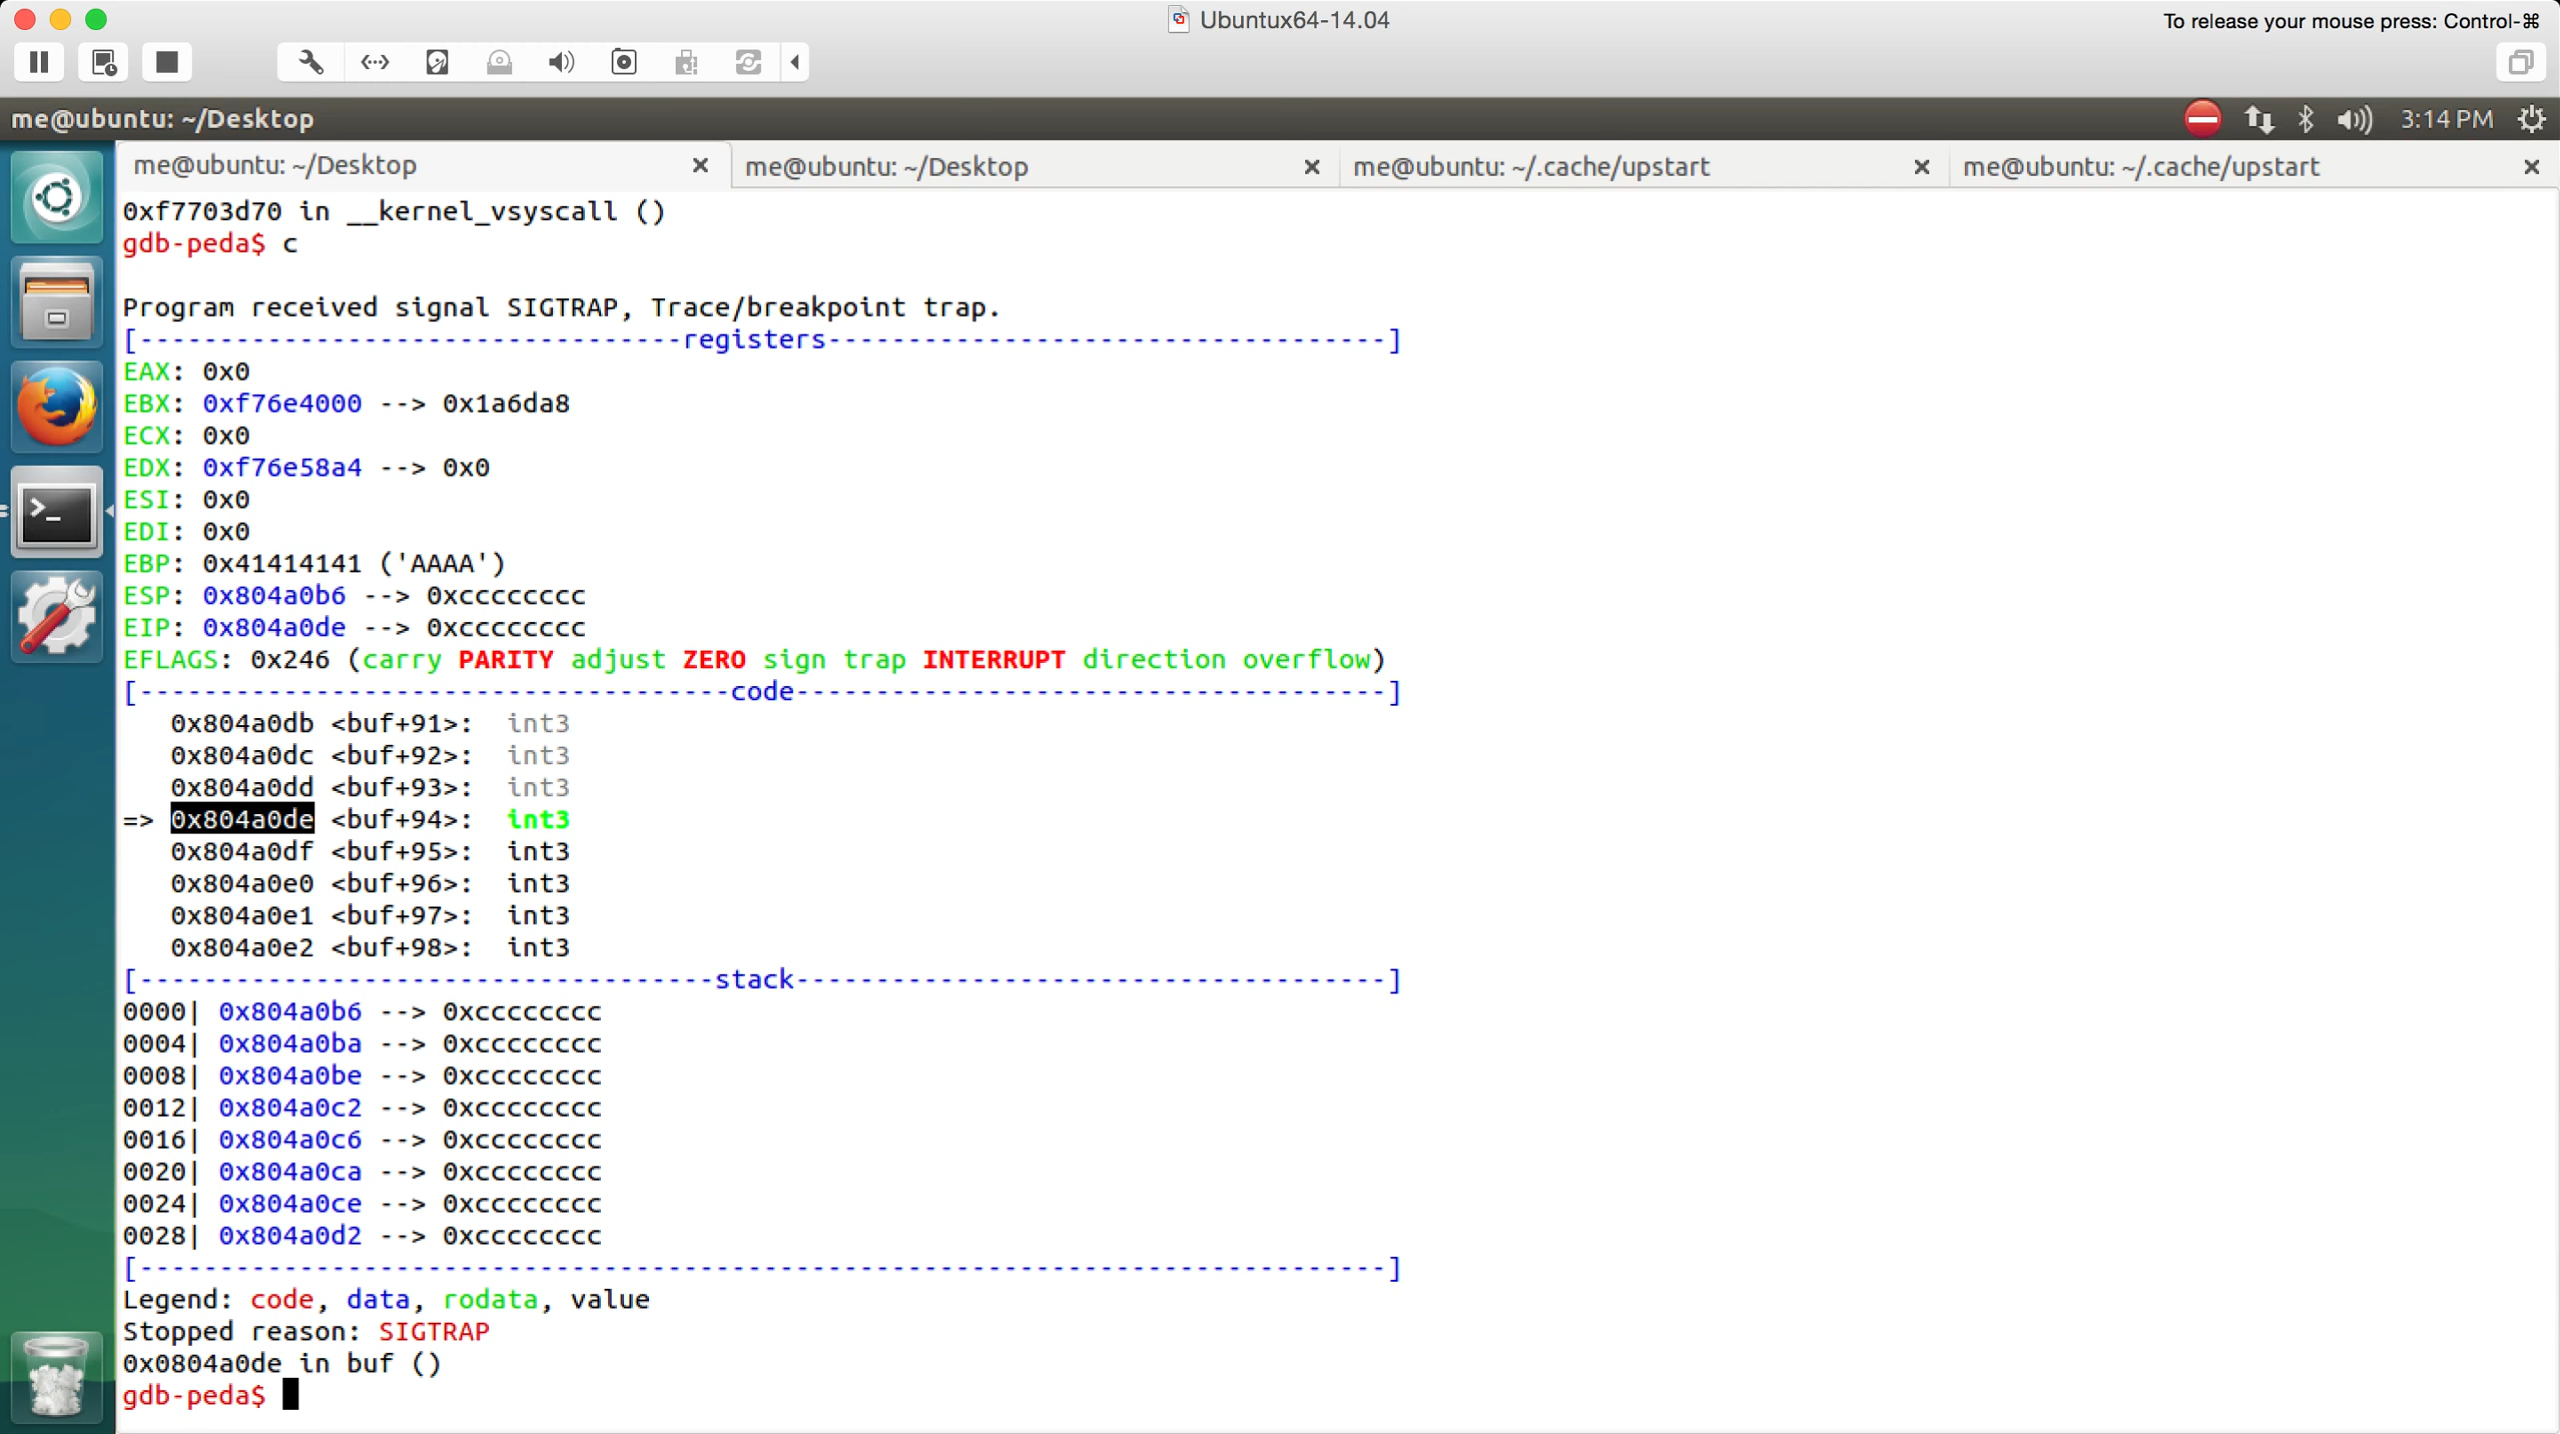 Ubuntux64-14.04
To release your mouse press: Control-⌘
me@ubuntu: ~/Desktop
3:14 PM
me@ubuntu: ~/Desktop × me@ubuntu: ~/Desktop × me@ubuntu: ~/.cache/upstart × me@ubuntu: ~/.cache/upstart ×
0xf7703d70 in __kernel_vsyscall ()
gdb-peda$ c
Program received signal SIGTRAP, Trace/breakpoint trap.
[----------------------------------registers-----------------------------------]
EAX: 0x0
EBX: 0xf76e4000 --> 0x1a6da8
ECX: 0x0
EDX: 0xf76e58a4 --> 0x0
ESI: 0x0
EDI: 0x0
EBP: 0x41414141 ('AAAA')
ESP: 0x804a0b6 --> 0xcccccccc
EIP: 0x804a0de --> 0xcccccccc
EFLAGS: 0x246 (carry PARITY adjust ZERO sign trap INTERRUPT direction overflow)
[-------------------------------------code-------------------------------------]
   0x804a0db <buf+91>:  int3
   0x804a0dc <buf+92>:  int3
   0x804a0dd <buf+93>:  int3
=> 0x804a0de <buf+94>:  int3
   0x804a0df <buf+95>:  int3
   0x804a0e0 <buf+96>:  int3
   0x804a0e1 <buf+97>:  int3
   0x804a0e2 <buf+98>:  int3
[------------------------------------stack-------------------------------------]
0000| 0x804a0b6 --> 0xcccccccc
0004| 0x804a0ba --> 0xcccccccc
0008| 0x804a0be --> 0xcccccccc
0012| 0x804a0c2 --> 0xcccccccc
0016| 0x804a0c6 --> 0xcccccccc
0020| 0x804a0ca --> 0xcccccccc
0024| 0x804a0ce --> 0xcccccccc
0028| 0x804a0d2 --> 0xcccccccc
[------------------------------------------------------------------------------]
Legend: code, data, rodata, value
Stopped reason: SIGTRAP
0x0804a0de in buf ()
gdb-peda$